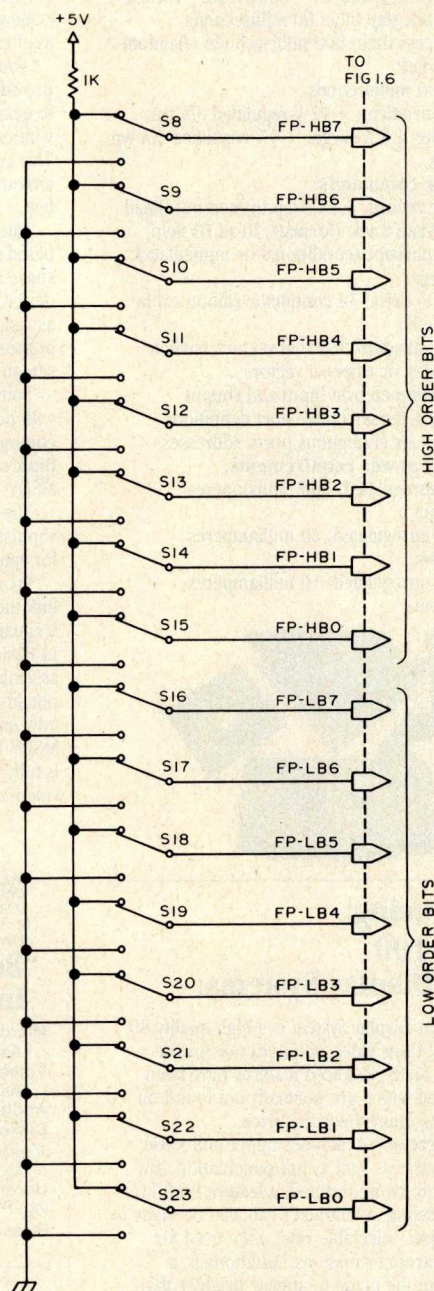 +5V
1K
TO
FIG 1.6
S8 FP-HB7
S9 FP-HB6
S10 FP-HB5
S11 FP-HB4
S12 FP-HB3
S13 FP-HB2
S14 FP-HB1
S15 FP-HB0
HIGH ORDER BITS
S16 FP-LB7
S17 FP-LB6
S18 FP-LB5
S19 FP-LB4
S20 FP-LB3
S21 FP-LB2
S22 FP-LB1
S23 FP-LB0
LOW ORDER BITS